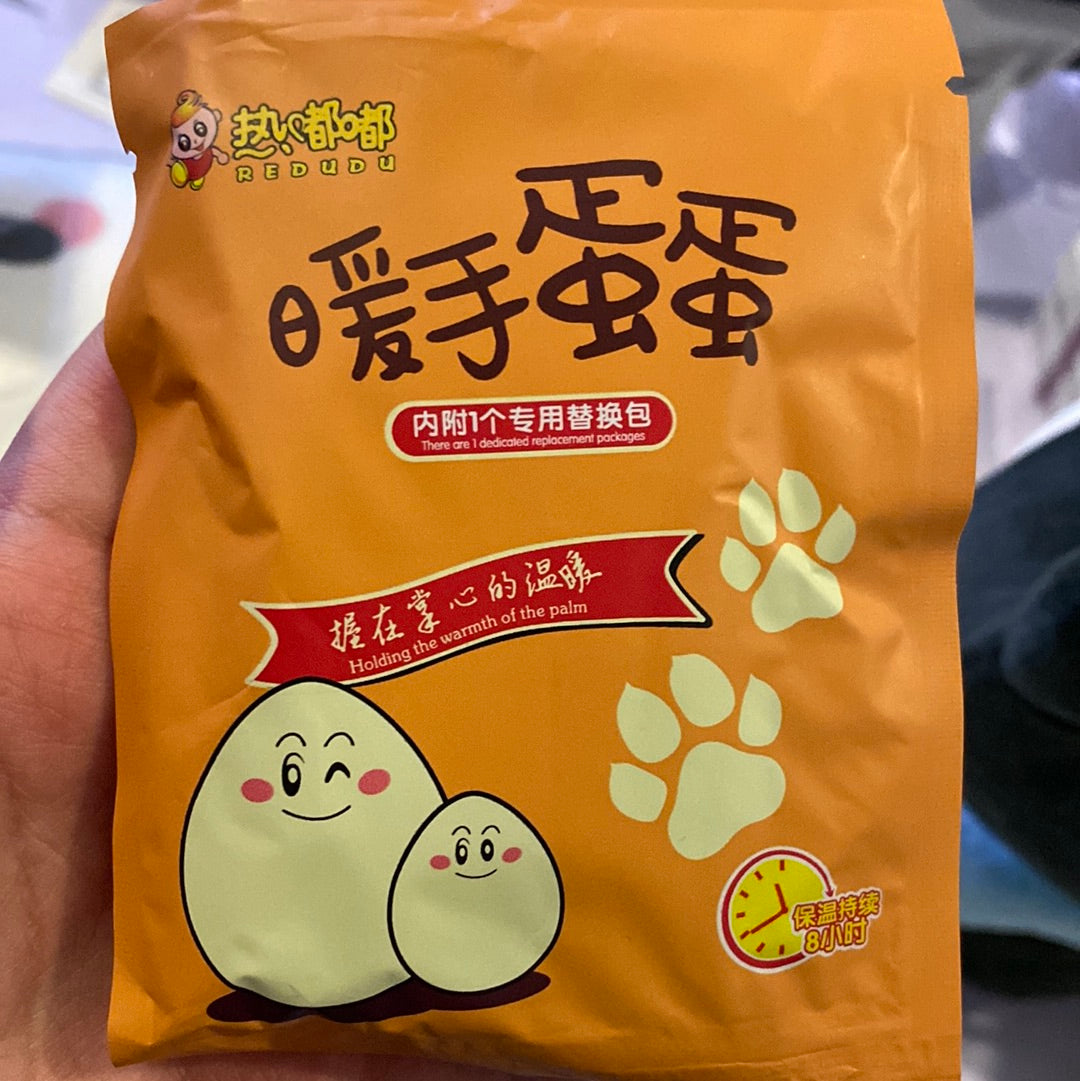 热心嘟嘟
REDUDU
暖手蛋蛋
内附1个专用替换包
There are 1 dedicated replacement packages
握在掌心的温暖
Holding the warmth of the palm
保温持续
8小时